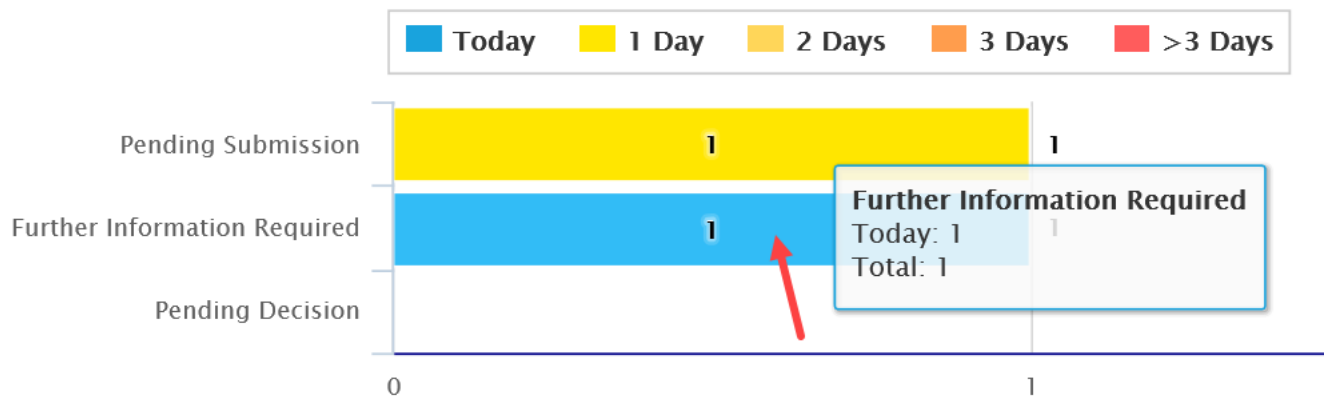 Today 1 Day 2 Days 3 Days >3 Days
Pending Submission 1 1
Further Information Required 1 1
Further Information Required
Today: 1
Total: 1
Pending Decision
0 1